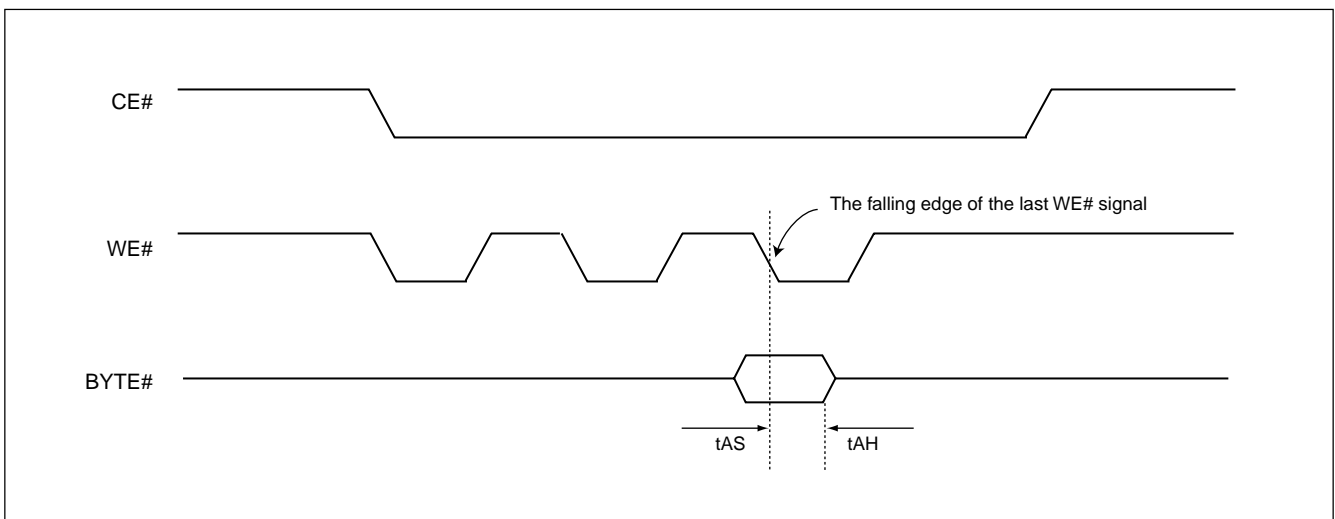 CE#
The falling edge of the last WE# signal
WE#
BYTE#
tAS
tAH